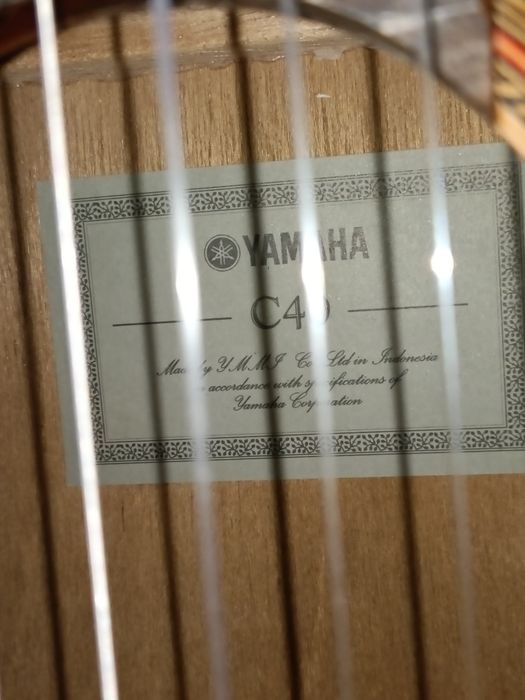 YAMAHA
C40
Made by YMMI Co., Ltd in Indonesia
in accordance with specifications of
Yamaha Corporation